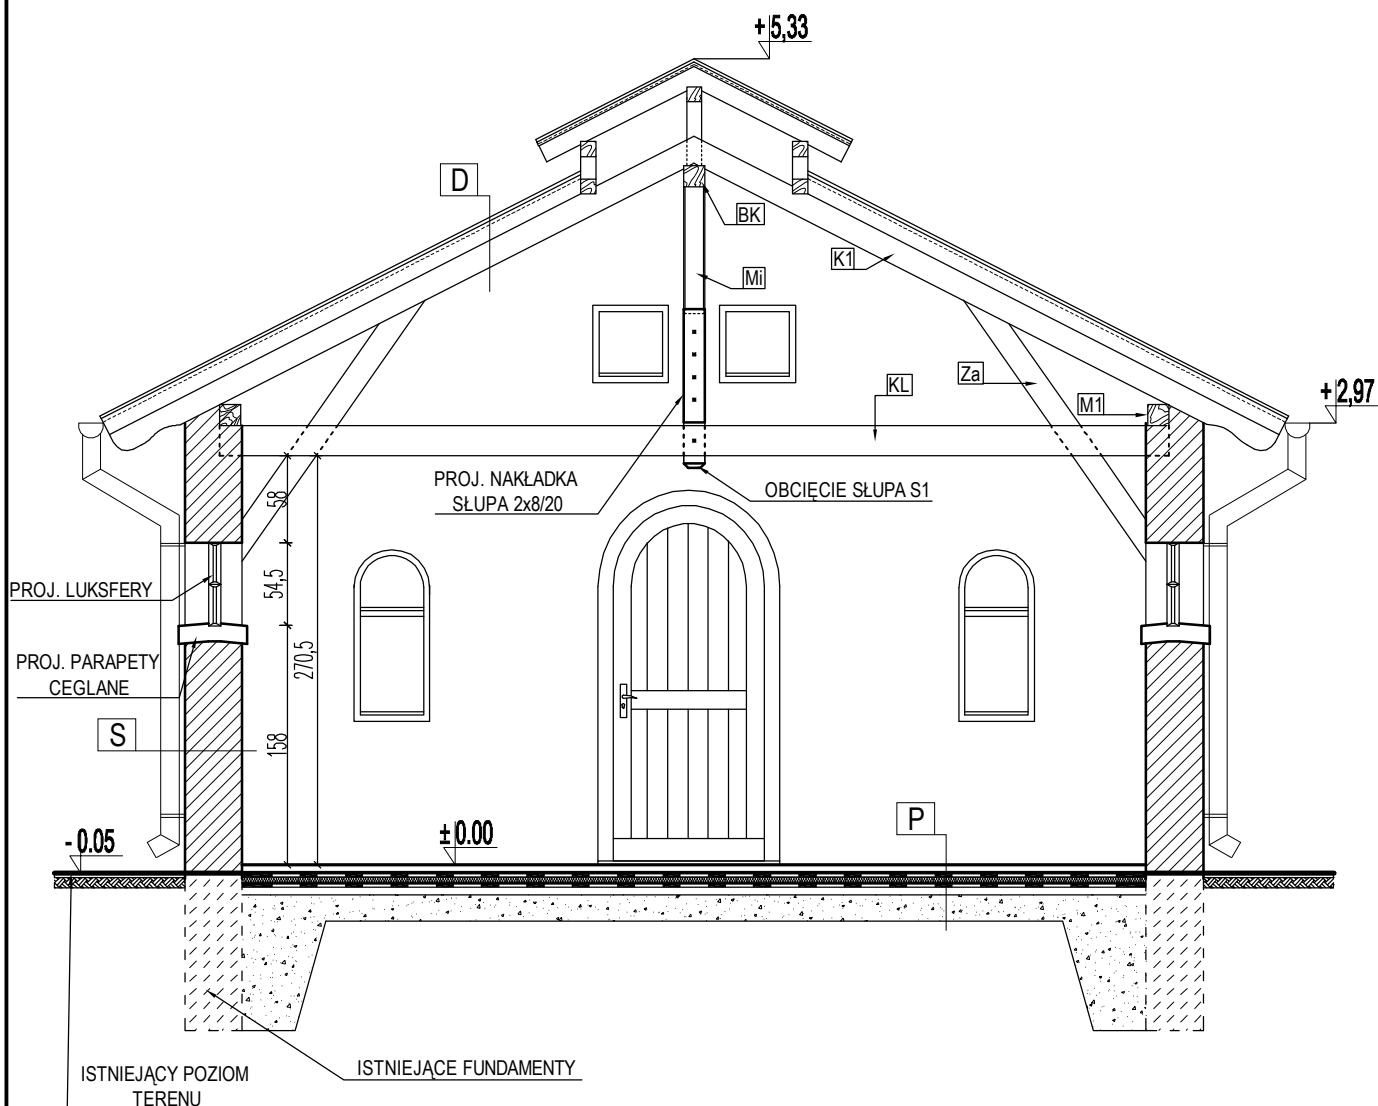 +5,33
D
BK
K1
Mi
KL
Za
M1
+2,97
PROJ. NAKŁADKA
SŁUPA 2x8/20
OBCIĘCIE SŁUPA S1
58
54,5
270,5
158
PROJ. LUKSFERY
PROJ. PARAPETY
CEGLANE
S
P
-0.05
±0.00
ISTNIEJĄCE FUNDAMENTY
ISTNIEJĄCY POZIOM
TERENU